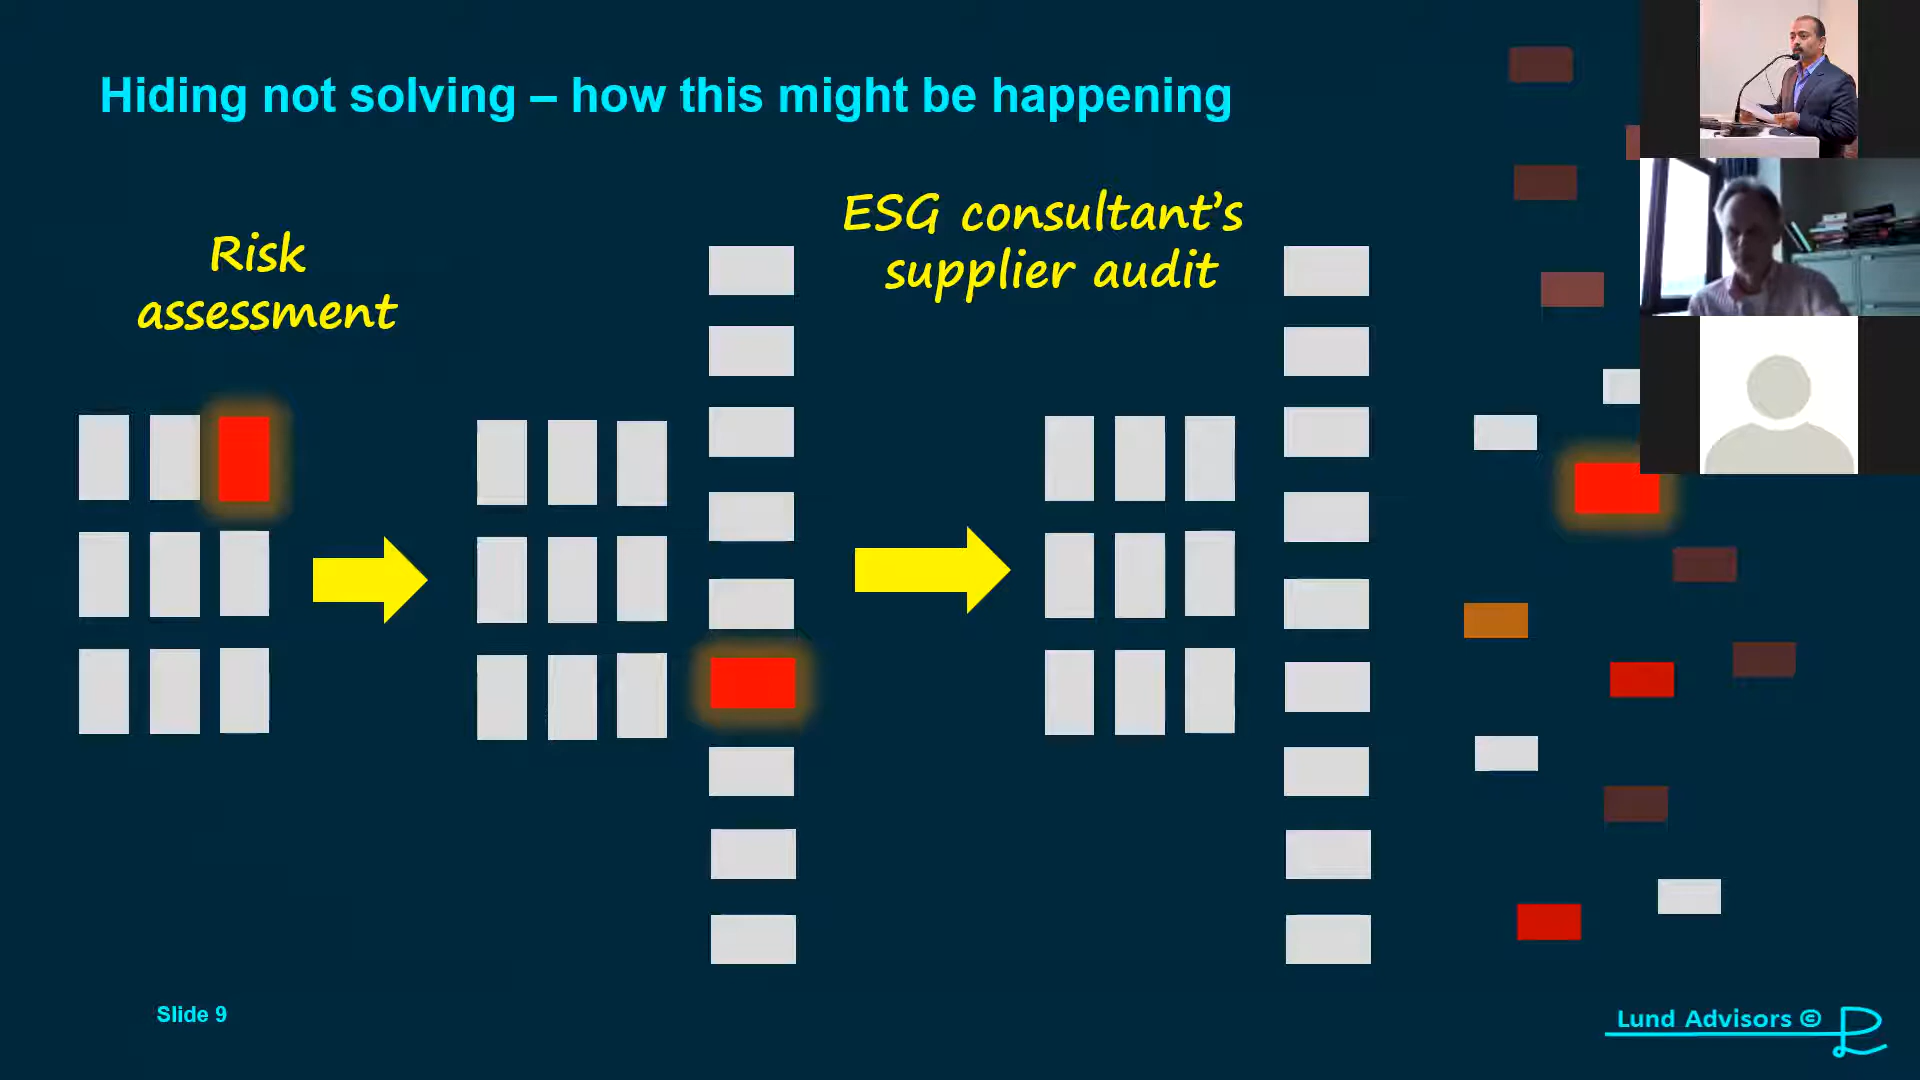 Hiding not solving – how this might be happening
Risk
assessment
ESG consultant’s
supplier audit
Slide 9
Lund Advisors ©